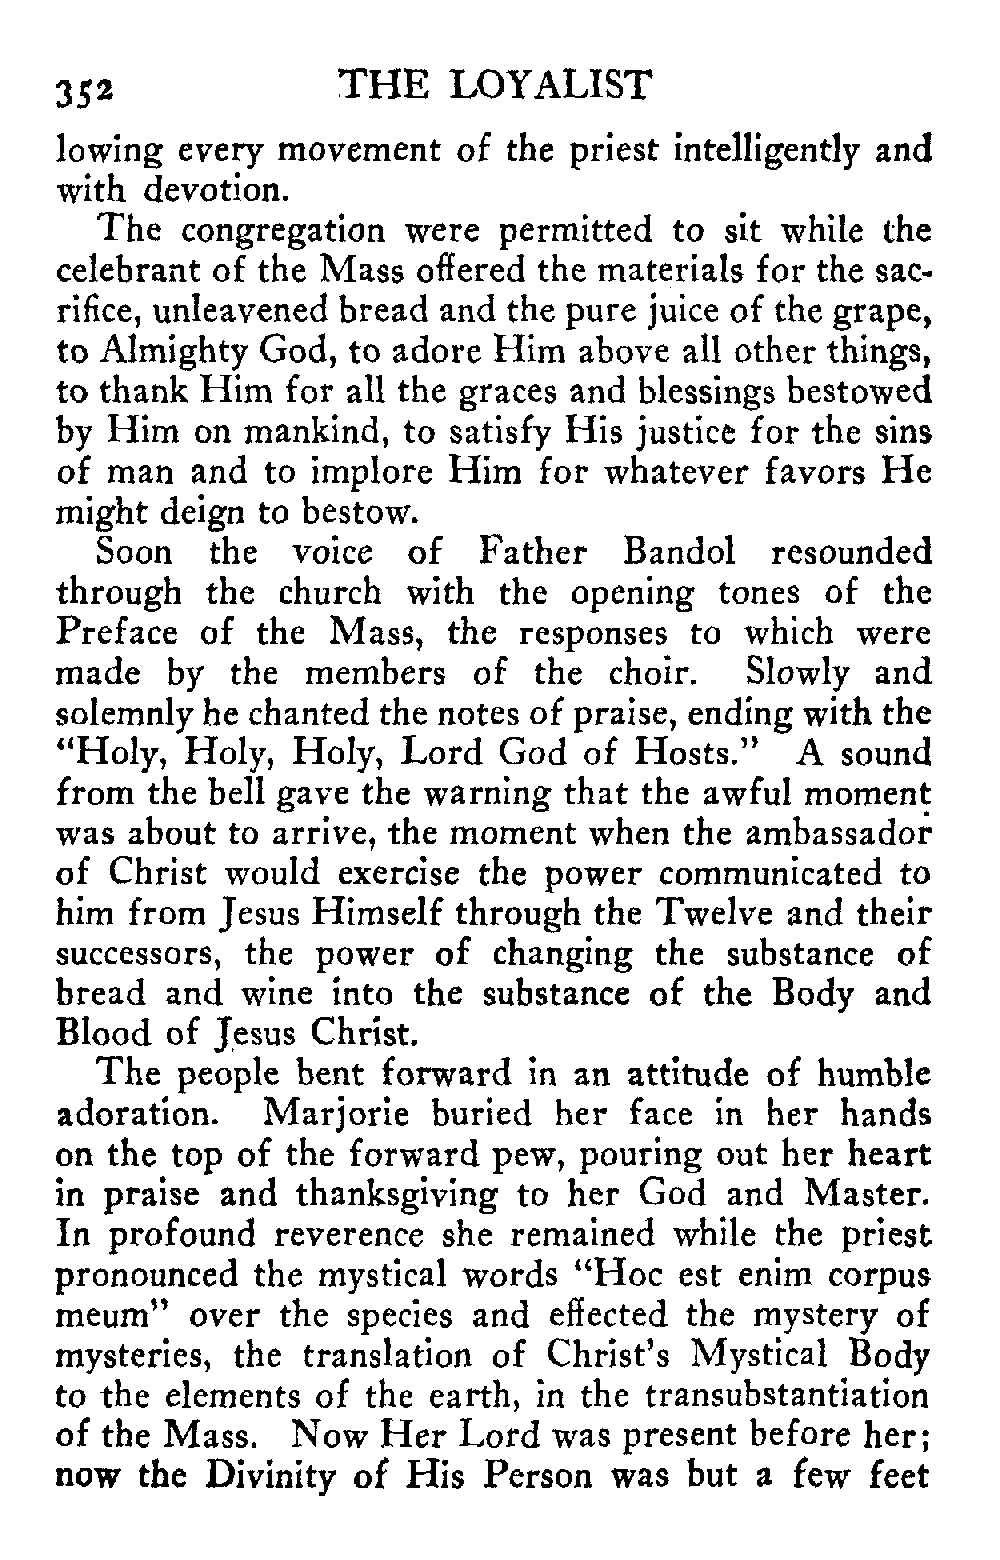 352 THE LOYALIST
lowing every movement of the priest intelligently and
with devotion.
The congregation were permitted to sit while the
celebrant of the Mass offered the materials for the sac-
rifice, unleavened bread and the pure juice of the grape,
to Almighty God, to adore Him above all other things,
to thank Him for all the graces and blessings bestowed
by Him on mankind, to satisfy His justice for the sins
of man and to implore Him for whatever favors He
might deign to bestow.
Soon the voice of Father Bandol resounded
through the church with the opening tones of the
Preface of the Mass, the responses to which were
made by the members of the choir. Slowly and
solemnly he chanted the notes of praise, ending with the
“Holy, Holy, Holy, Lord God of Hosts.” A sound
from the bell gave the warning that the awful moment
was about to arrive, the moment when the ambassador
of Christ would exercise the power communicated to
him from Jesus Himself through the Twelve and their
successors, the power of changing the substance of
bread and wine into the substance of the Body and
Blood of Jesus Christ.
The people bent forward in an attitude of humble
adoration. Marjorie buried her face in her hands
on the top of the forward pew, pouring out her heart
in praise and thanksgiving to her God and Master.
In profound reverence she remained while the priest
pronounced the mystical words “Hoc est enim corpus
meum” over the species and effected the mystery of
mysteries, the translation of Christ’s Mystical Body
to the elements of the earth, in the transubstantiation
of the Mass. Now Her Lord was present before her;
now the Divinity of His Person was but a few feet